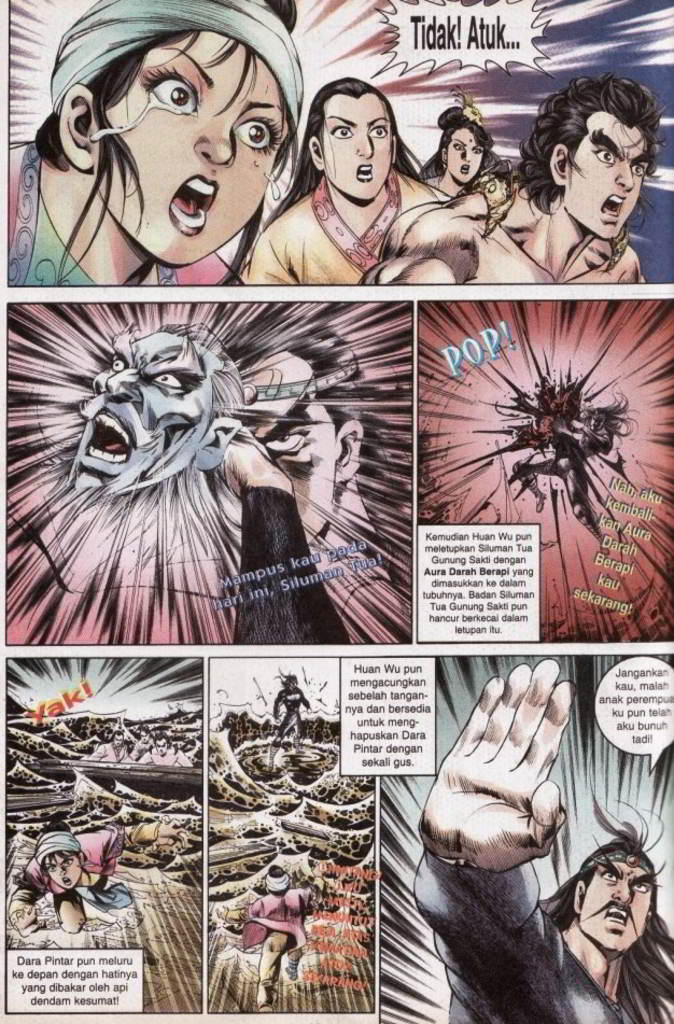 Tidak! Atuk...
Mampus kau pada
hari ini, Siluman Tua!
POP!
Nah, aku
kembali-
kan Aura
Darah
Berapi
kau
sekarang!
Kemudian Huan Wu pun
meletupkan Siluman Tua
Gunung Sakti dengan
Aura Darah Berapi yang
dimasukkan ke dalam
tubuhnya. Badan Siluman
Tua Gunung Sakti pun
hancur berkecai dalam
letupan itu.
Yak!
Dara Pintar pun meluru
ke depan dengan hatinya
yang dibakar oleh api
dendam kesumat!
Huan Wu pun
mengacungkan
sebelah tangan-
nya dan bersedia
untuk meng-
hapuskan Dara
Pintar dengan
sekali gus.
SEKARANG!
Jangankan
kau, malah
anak perempua
ku pun telah
aku bunuh
tadi!